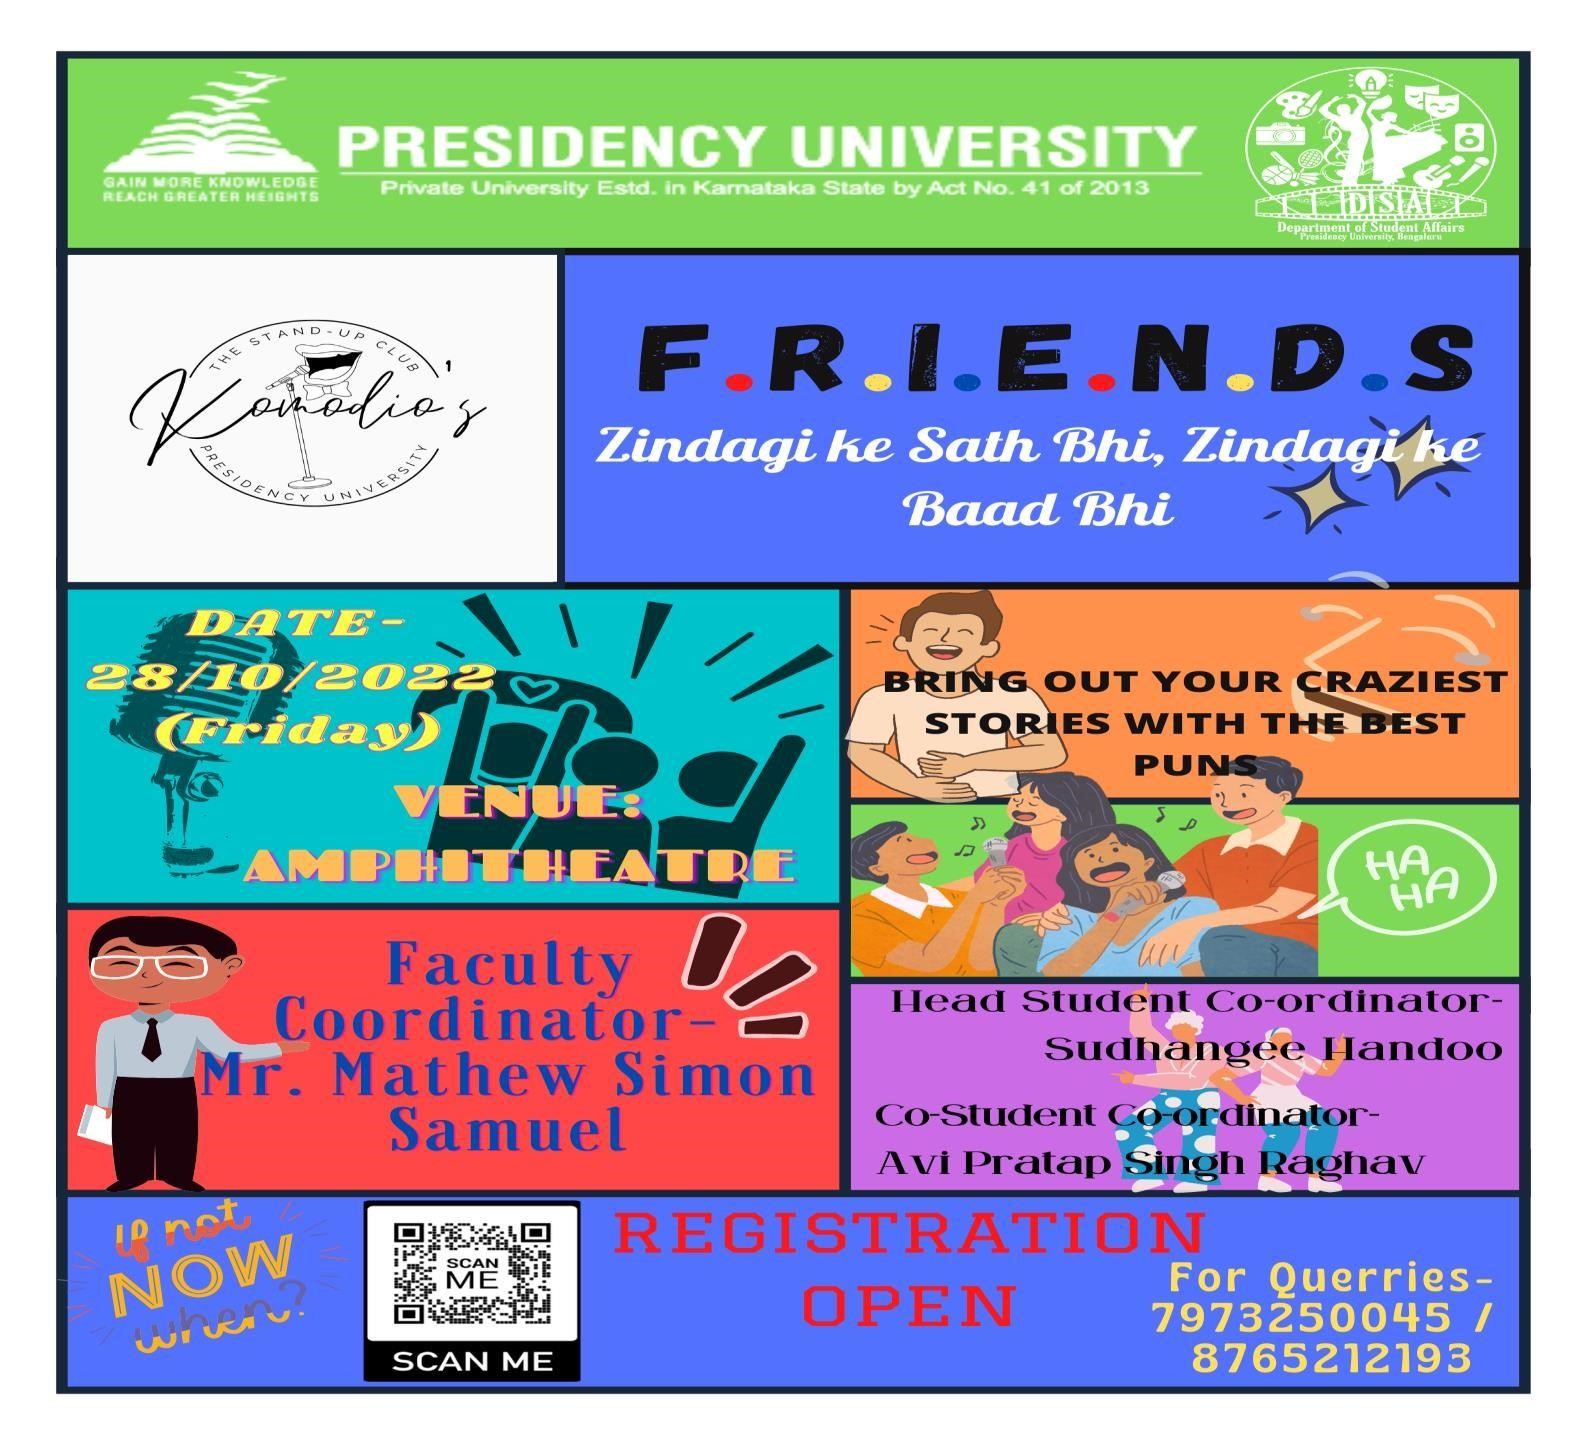 GAIN MORE KNOWLEDGE
REACH GREATER HEIGHTS
PRESIDENCY UNIVERSITY
Private University Estd. in Karnataka State by Act No. 41 of 2013
D|S|A
Department of Student Affairs
Presidency University, Bengaluru
THE STAND-UP CLUB
Komodio's
PRESIDENCY UNIVERSITY
F.R.I.E.N.D.S
Zindagi ke Sath Bhi, Zindagi ke
Baad Bhi
DATE-
28/10/2022
(Friday)
VENUE:
AMPHITHEATRE
BRING OUT YOUR CRAZIEST
STORIES WITH THE BEST
PUNS
HA
HA
Faculty
Coordinator-
Mr. Mathew Simon
Samuel
Head Student Co-ordinator-
Sudhangee Handoo
Co-Student Co-ordinator-
Avi Pratap Singh Raghav
If not
NOW
when?
SCAN
ME
SCAN ME
REGISTRATION
OPEN
For Querries-
7973250045 /
8765212193